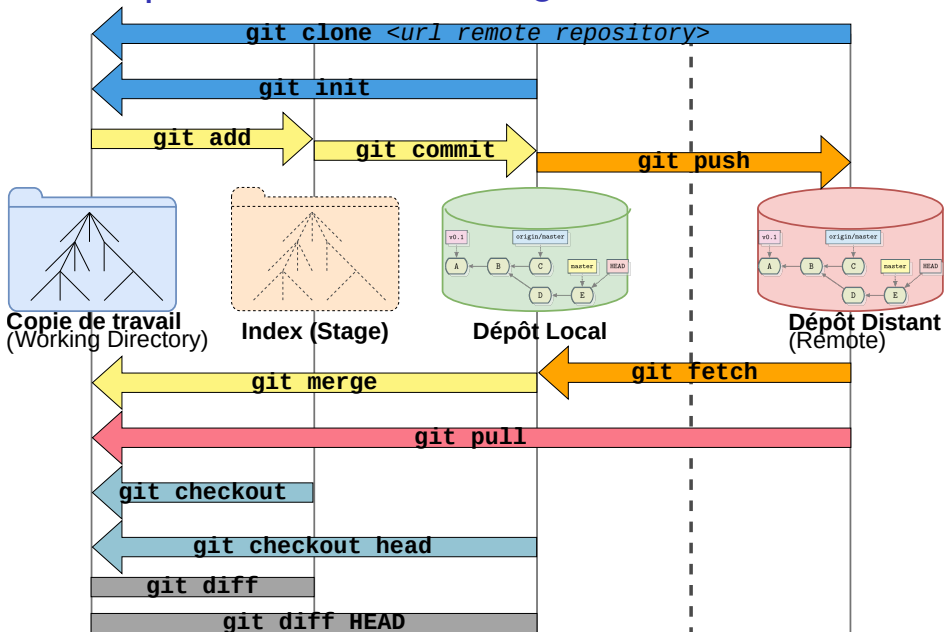 git clone <url remote repository>
git init
git add
git commit
git push
v0.1
origin/master
A
B
C
master
HEAD
D
E
v0.1
origin/master
A
B
C
master
HEAD
D
E
Copie de travail
(Working Directory)
Index (Stage)
Dépôt Local
Dépôt Distant
(Remote)
git fetch
git merge
git pull
git checkout
git checkout head
git diff
git diff HEAD